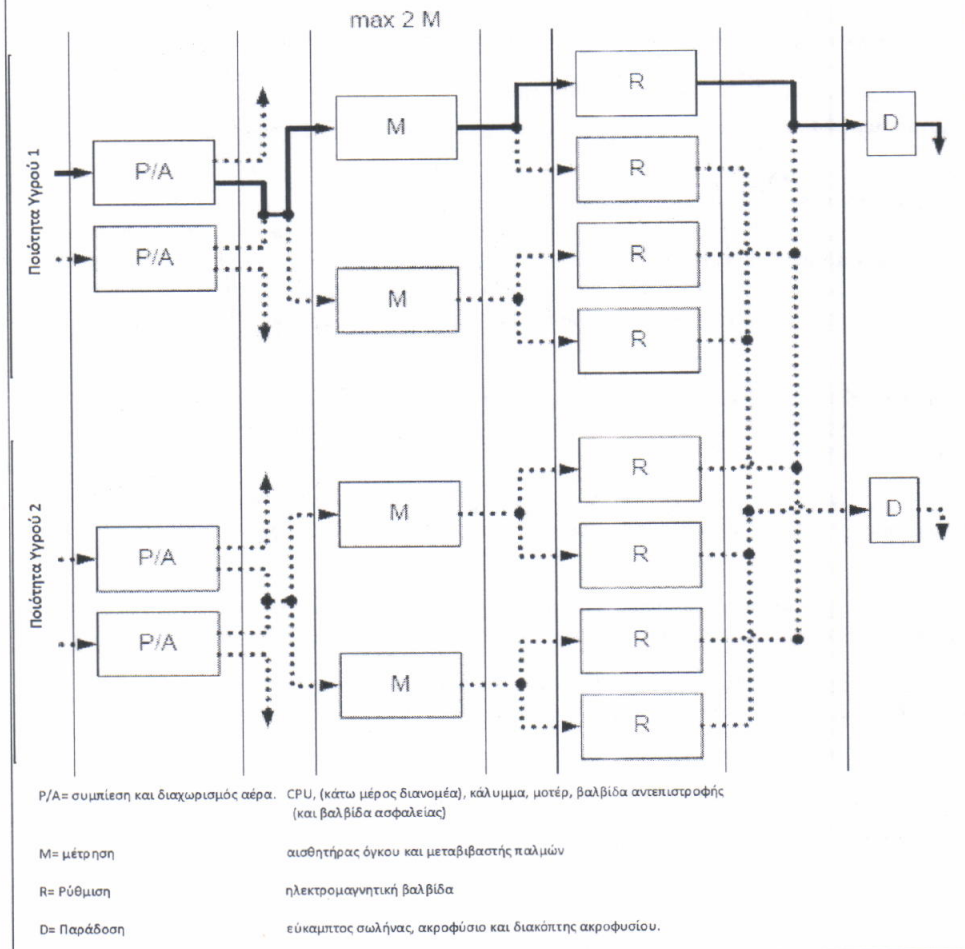 max 2 M
Ποιότητα Υγρού 1
P/A
P/A
M
M
R
R
R
R
D
Ποιότητα Υγρού 2
P/A
P/A
M
M
R
R
R
R
D
P/A= συμπίεση και διαχωρισμός αέρα. CPU, (κάτω μέρος διανομέα), κάλυμμα, μοτέρ, βαλβίδα αντεπιστροφής
(και βαλβίδα ασφαλείας)
M= μέτρηση αισθητήρας όγκου και μεταβιβαστής παλμών
R= Ρύθμιση ηλεκτρομαγνητική βαλβίδα
D= Παράδοση εύκαμπτος σωλήνας, ακροφύσιο και διακόπτης ακροφυσίου.